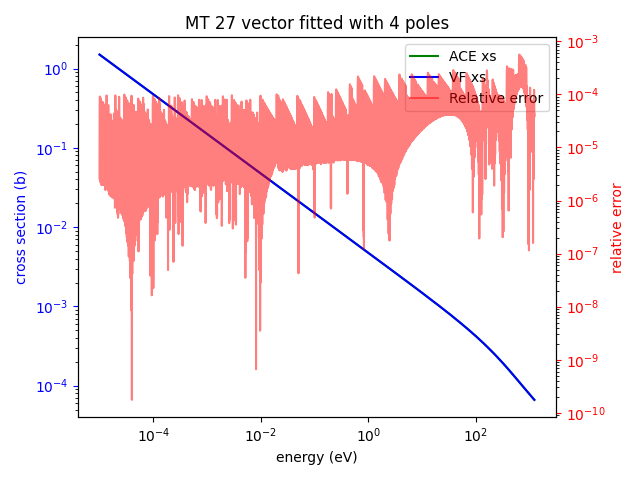 MT 27 vector fitted with 4 poles
ACE xs
VF xs
Relative error
cross section (b)
10⁰
10⁻¹
10⁻²
10⁻³
10⁻⁴
relative error
10⁻³
10⁻⁴
10⁻⁵
10⁻⁶
10⁻⁷
10⁻⁸
10⁻⁹
10⁻¹⁰
10⁻⁴ 10⁻² 10⁰ 10²
energy (eV)